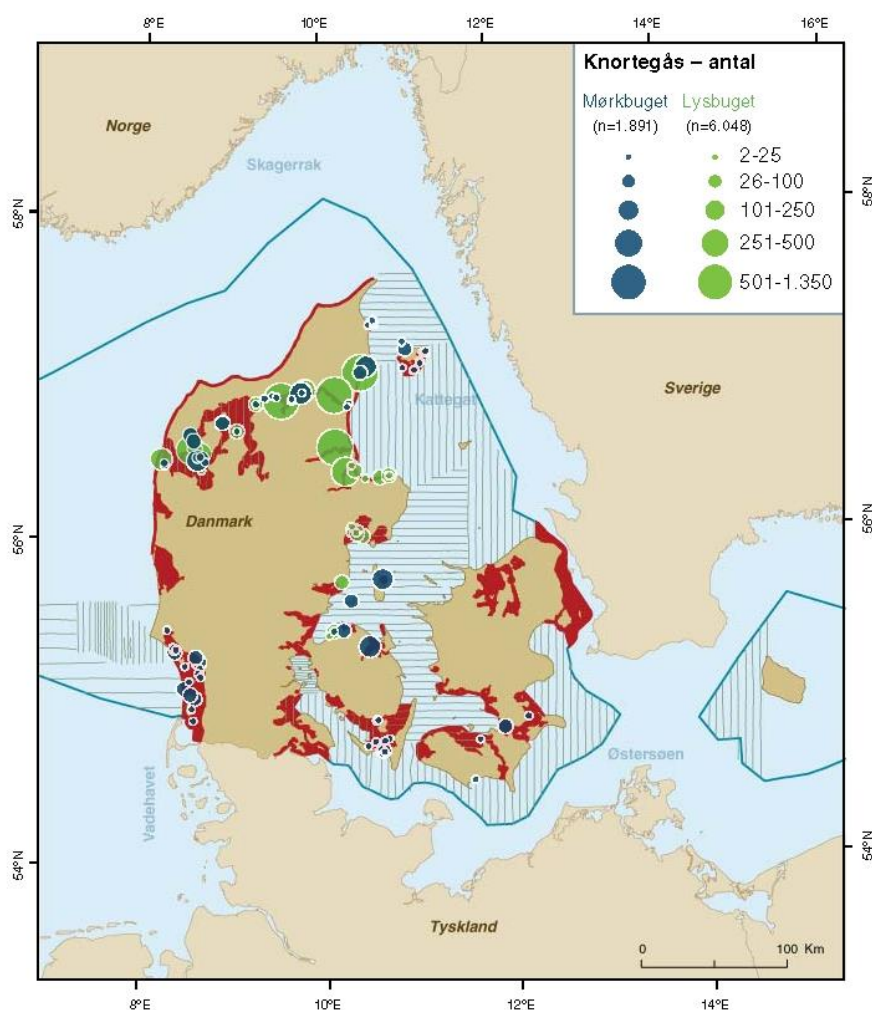 8°E 10°E 12°E 14°E 16°E
Knortegås – antal
Mørkbuget Lysbuget
(n=1.891) (n=6.048)
2-25
26-100
101-250
251-500
501-1.350
Norge
Skagerrak
58°N 58°N
Sverige
Kattegat
Danmark
56°N 56°N
Østersøen
Vadehavet
54°N 54°N
Tyskland
0 100 Km
8°E 10°E 12°E 14°E